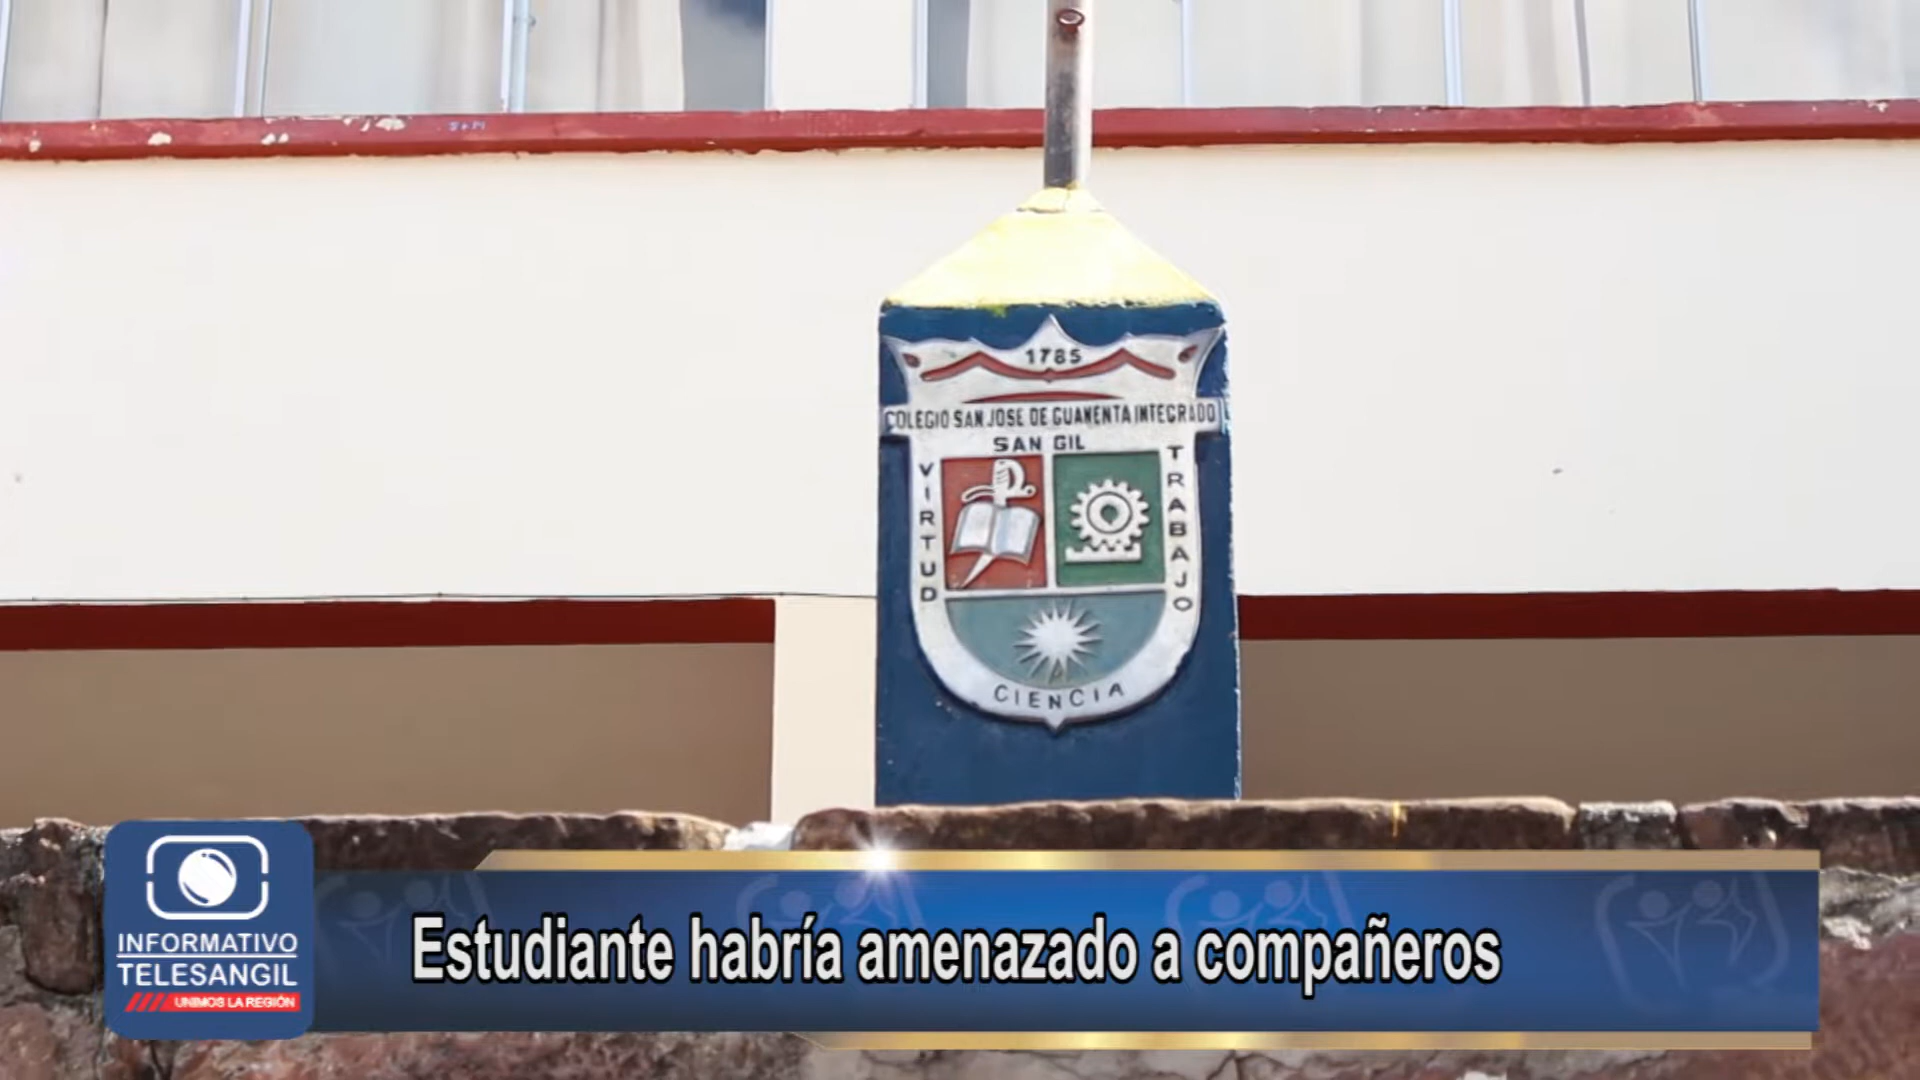 1785
COLEGIO SAN JOSE DE GUANENTA INTEGRADO
SAN GIL
VIRTUD
TRABAJO
CIENCIA
INFORMATIVO
TELESANGIL
UNIMOS LA REGIÓN
Estudiante habría amenazado a compañeros